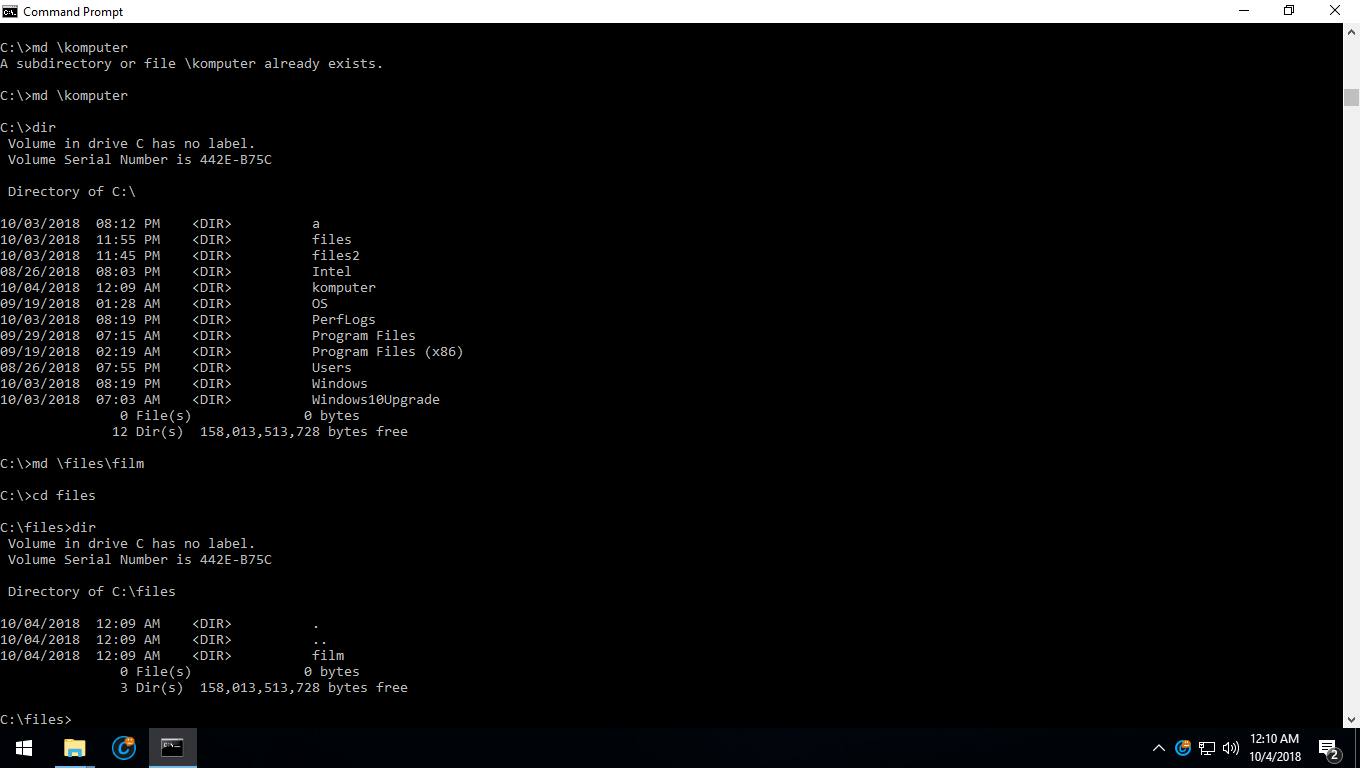 Command Prompt
C:\>md \komputer
A subdirectory or file \komputer already exists.
C:\>md \komputer
C:\>dir
 Volume in drive C has no label.
 Volume Serial Number is 442E-B75C
 Directory of C:\
10/03/2018  08:12 PM    <DIR>          a
10/03/2018  11:55 PM    <DIR>          files
10/03/2018  11:45 PM    <DIR>          files2
08/26/2018  08:03 PM    <DIR>          Intel
10/04/2018  12:09 AM    <DIR>          komputer
09/19/2018  01:28 AM    <DIR>          OS
10/03/2018  08:19 PM    <DIR>          PerfLogs
09/29/2018  07:15 AM    <DIR>          Program Files
09/19/2018  02:19 AM    <DIR>          Program Files (x86)
08/26/2018  07:55 PM    <DIR>          Users
10/03/2018  08:19 PM    <DIR>          Windows
10/03/2018  07:03 AM    <DIR>          Windows10Upgrade
               0 File(s)              0 bytes
              12 Dir(s)  158,013,513,728 bytes free
C:\>md \files\film
C:\>cd files
C:\files>dir
 Volume in drive C has no label.
 Volume Serial Number is 442E-B75C
 Directory of C:\files
10/04/2018  12:09 AM    <DIR>          .
10/04/2018  12:09 AM    <DIR>          ..
10/04/2018  12:09 AM    <DIR>          film
               0 File(s)              0 bytes
               3 Dir(s)  158,013,513,728 bytes free
C:\files>
12:10 AM
10/4/2018
2